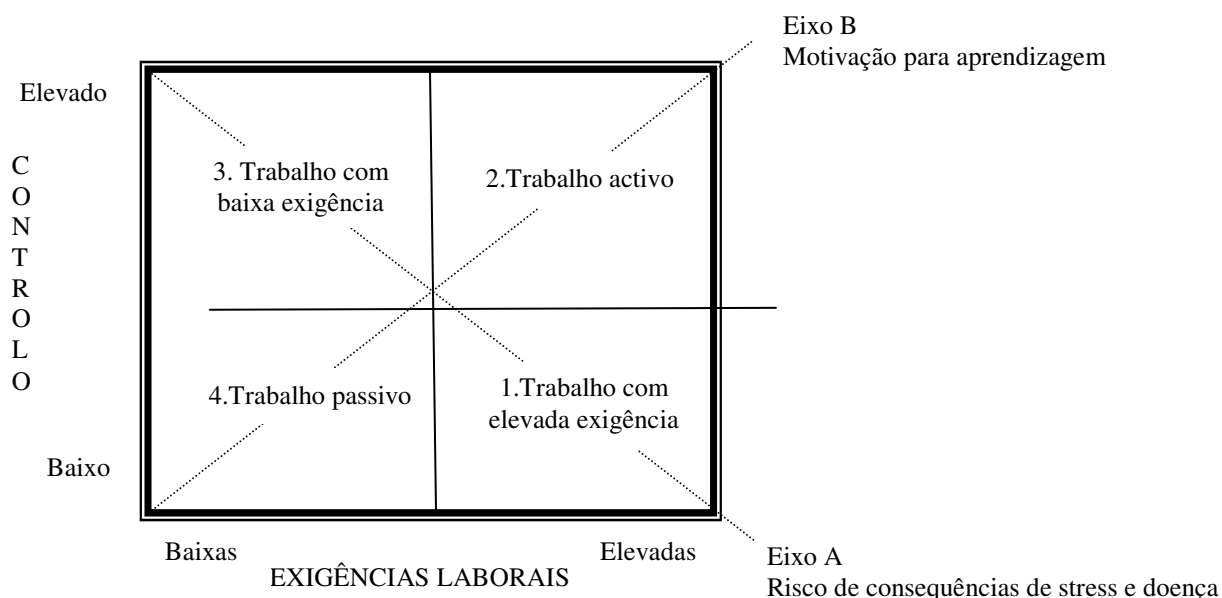 Eixo B
Motivação para aprendizagem
Elevado
CONTROLO
3. Trabalho com
baixa exigência
2.Trabalho activo
4.Trabalho passivo
1.Trabalho com
elevada exigência
Baixo
Baixas
Elevadas
EXIGÊNCIAS LABORAIS
Eixo A
Risco de consequências de stress e doença